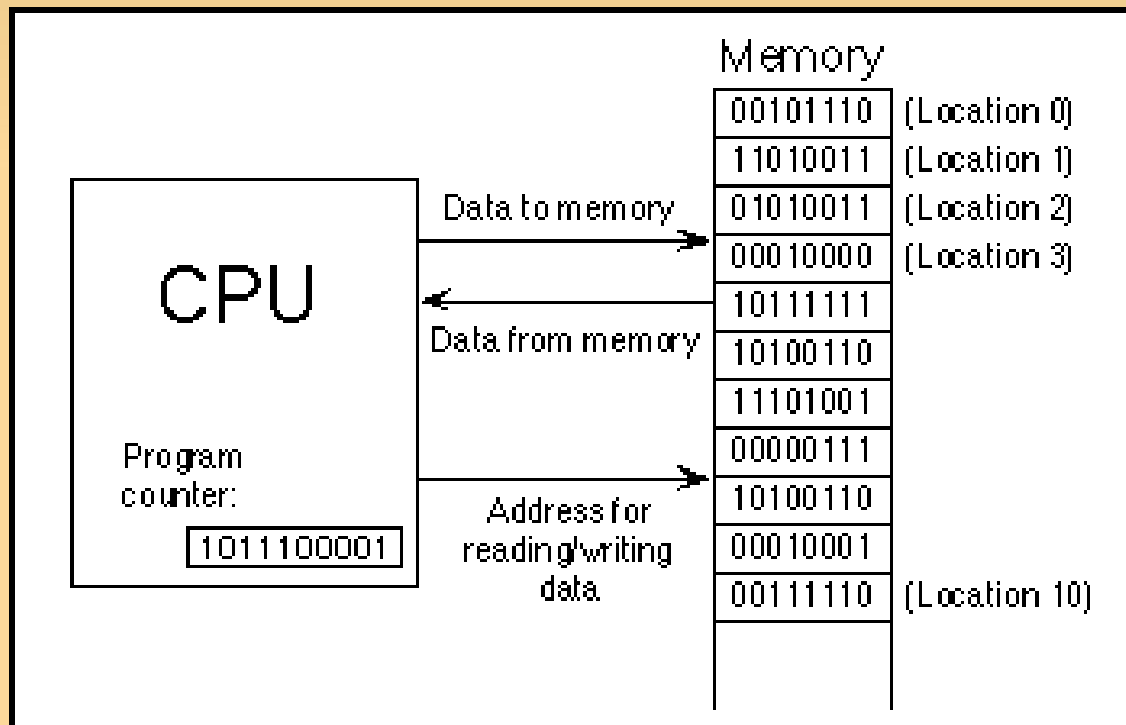 Memory
00101110 (Location 0)
11010011 (Location 1)
01010011 (Location 2)
00010000 (Location 3)
10111111
10100110
11101001
00000111
10100110
00010001
00111110 (Location 10)
CPU
Program
counter:
1011100001
Data to memory
Data from memory
Address for
reading/writing
data